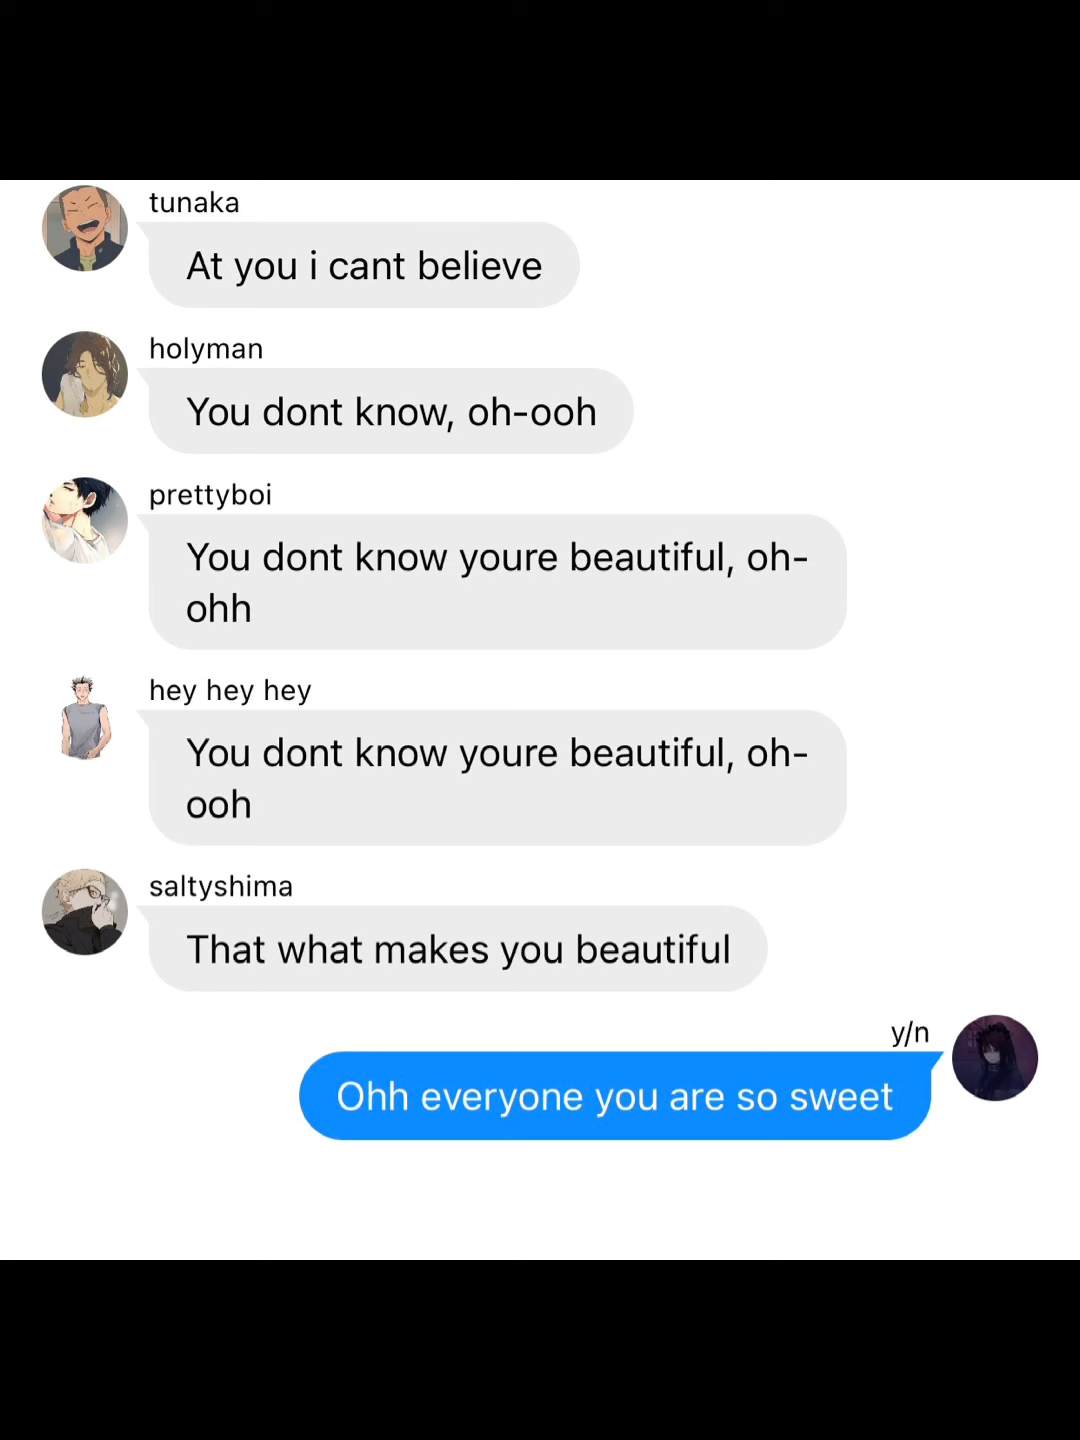 tunaka
At you i cant believe
holyman
You dont know, oh-ooh
prettyboi
You dont know youre beautiful, oh-
ohh
hey hey hey
You dont know youre beautiful, oh-
ooh
saltyshima
That what makes you beautiful
y/n
Ohh everyone you are so sweet